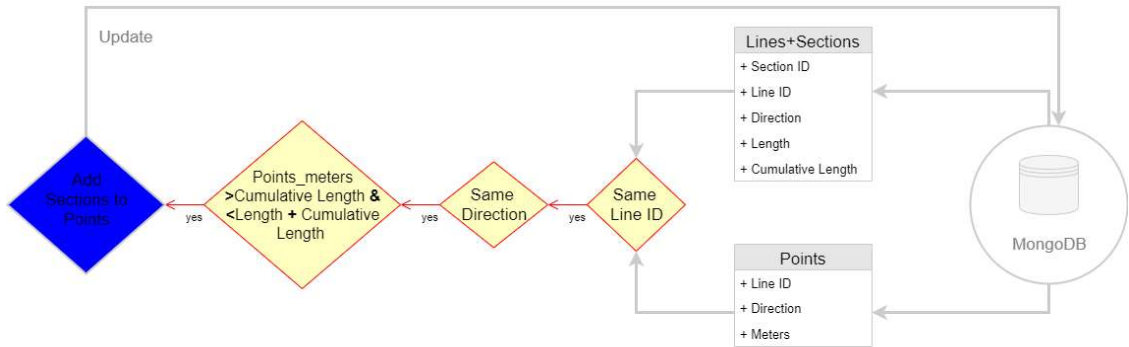 Update
Lines+Sections
+ Section ID
+ Line ID
+ Direction
+ Length
+ Cumulative Length
Add
Sactions to
Points
yes
Points_meters
>Cumulative Length &
<Length + Cumulative
Length
yes
Same
Direction
yes
Same
Line ID
Points
+ Line ID
+ Direction
+ Meters
MongoDB